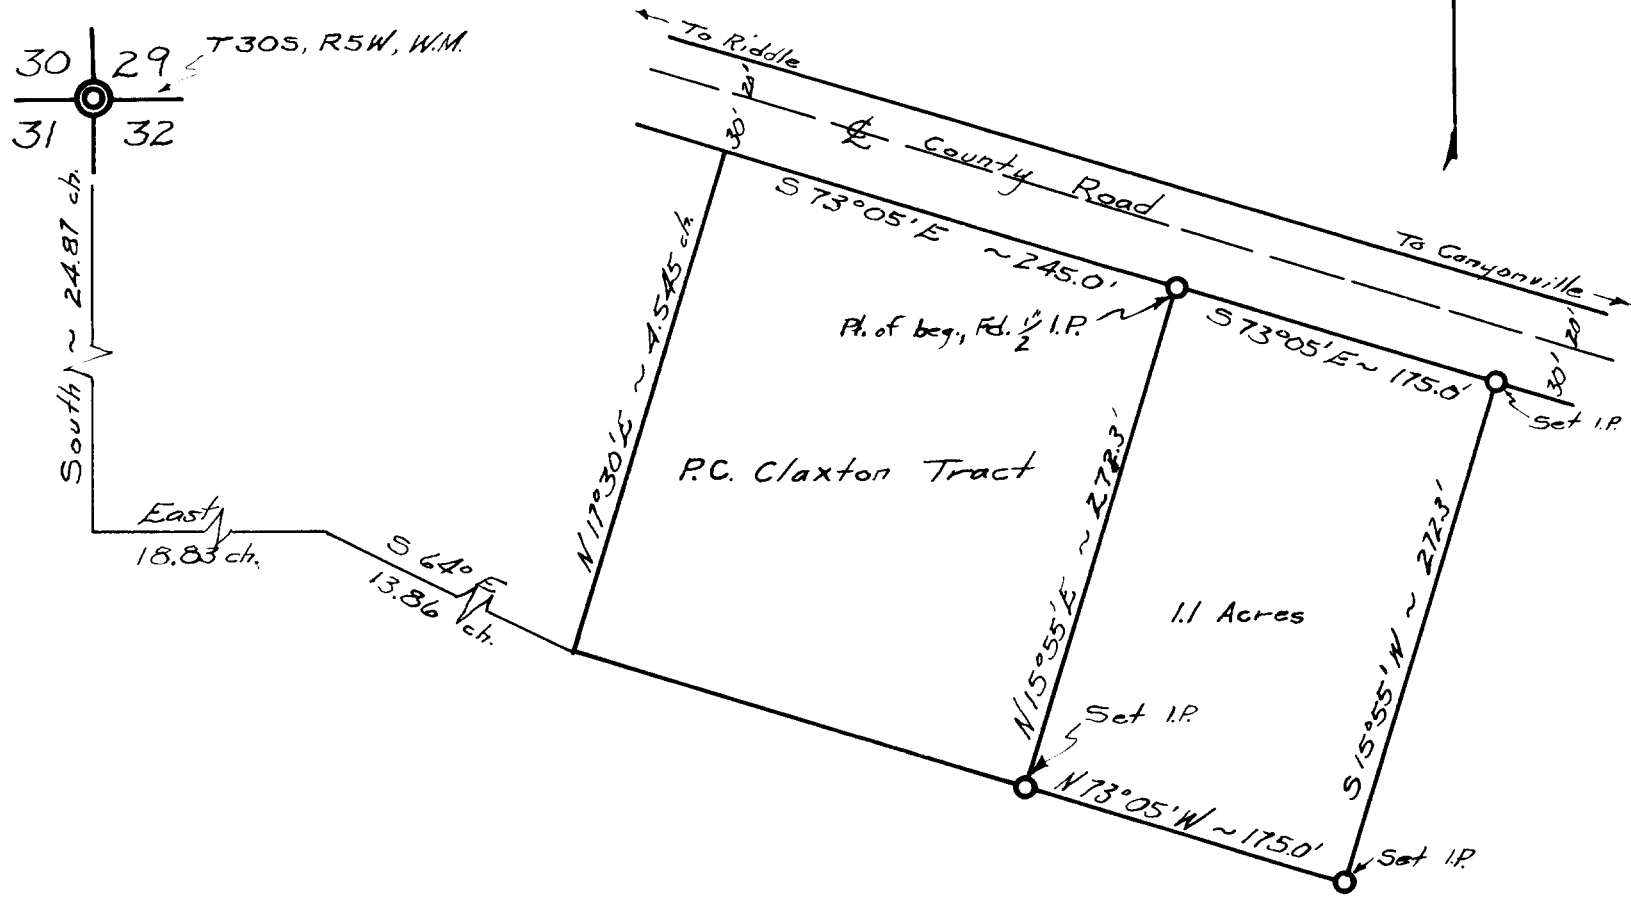 30 29
T30S, R5W, W.M.
31 32
South ~ 24.87 ch.
East
18.83 ch.
S 64° E
13.86 ch.
To Riddle
20'
30'
℄ County Road
To Canyonville
20'
30'
S 73°05' E ~ 245.0'
S 73°05' E ~ 175.0'
Pt. of beg., Fd. 1/2" I.P.
Set I.P.
N 17°30' E ~ 4.545 ch.
P.C. Claxton Tract
N 15°55' E ~ 272.3'
1.1 Acres
S 15°55' W ~ 272.3'
Set I.P.
N 73°05' W ~ 175.0'
Set I.P.